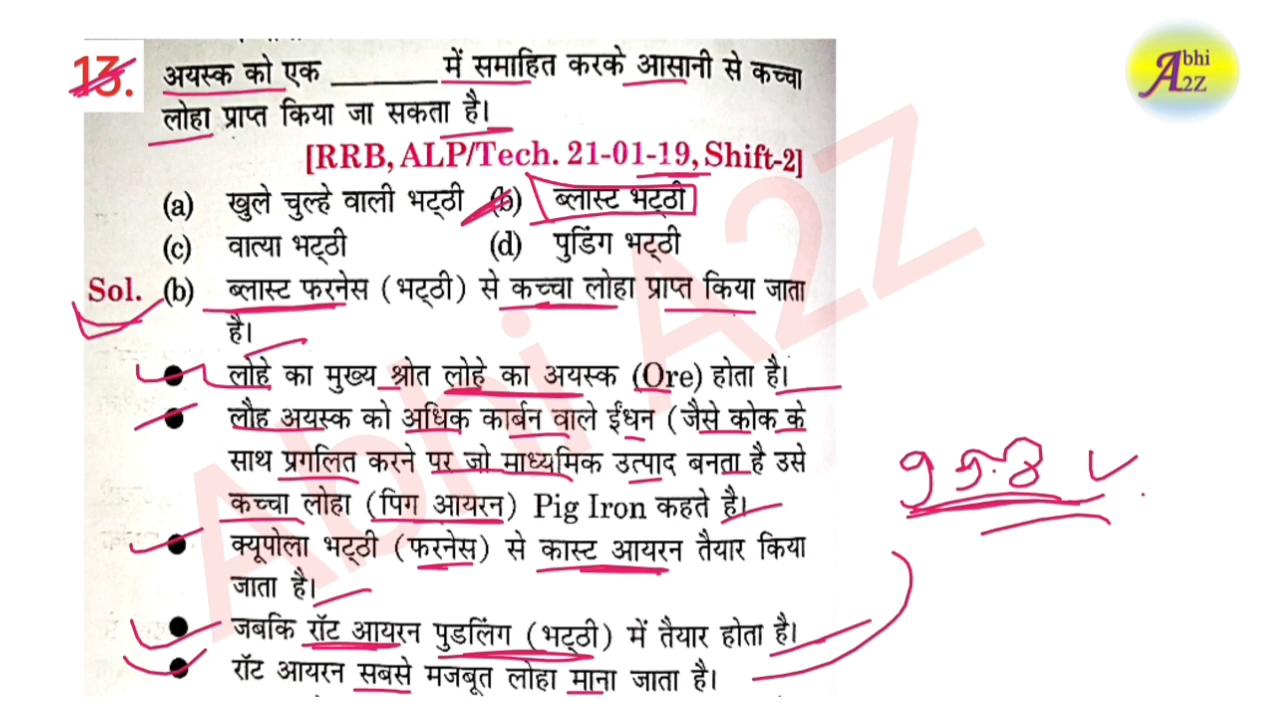 13.
अयस्क को एक ________ में समाहित करके आसानी से कच्चा
लोहा प्राप्त किया जा सकता है।
[RRB, ALP/Tech. 21-01-19, Shift-2]
(a) खुले चुल्हे वाली भट्ठी (b) ब्लास्ट भट्ठी
(c) वात्या भट्ठी (d) पुडिंग भट्ठी
Sol. (b) ब्लास्ट फरनेस (भट्ठी) से कच्चा लोहा प्राप्त किया जाता
है।
● लोहे का मुख्य श्रोत लोहे का अयस्क (Ore) होता है।
● लौह अयस्क को अधिक कार्बन वाले ईंधन (जैसे कोक के
साथ प्रगलित करने पर जो माध्यमिक उत्पाद बनता है उसे
कच्चा लोहा (पिग आयरन) Pig Iron कहते है।
● क्यूपोला भट्ठी (फरनेस) से कास्ट आयरन तैयार किया
जाता है।
● जबकि रॉट आयरन पुडलिंग (भट्ठी) में तैयार होता है।
● रॉट आयरन सबसे मजबूत लोहा माना जाता है।
Abhi A2Z
Abhi
A2Z